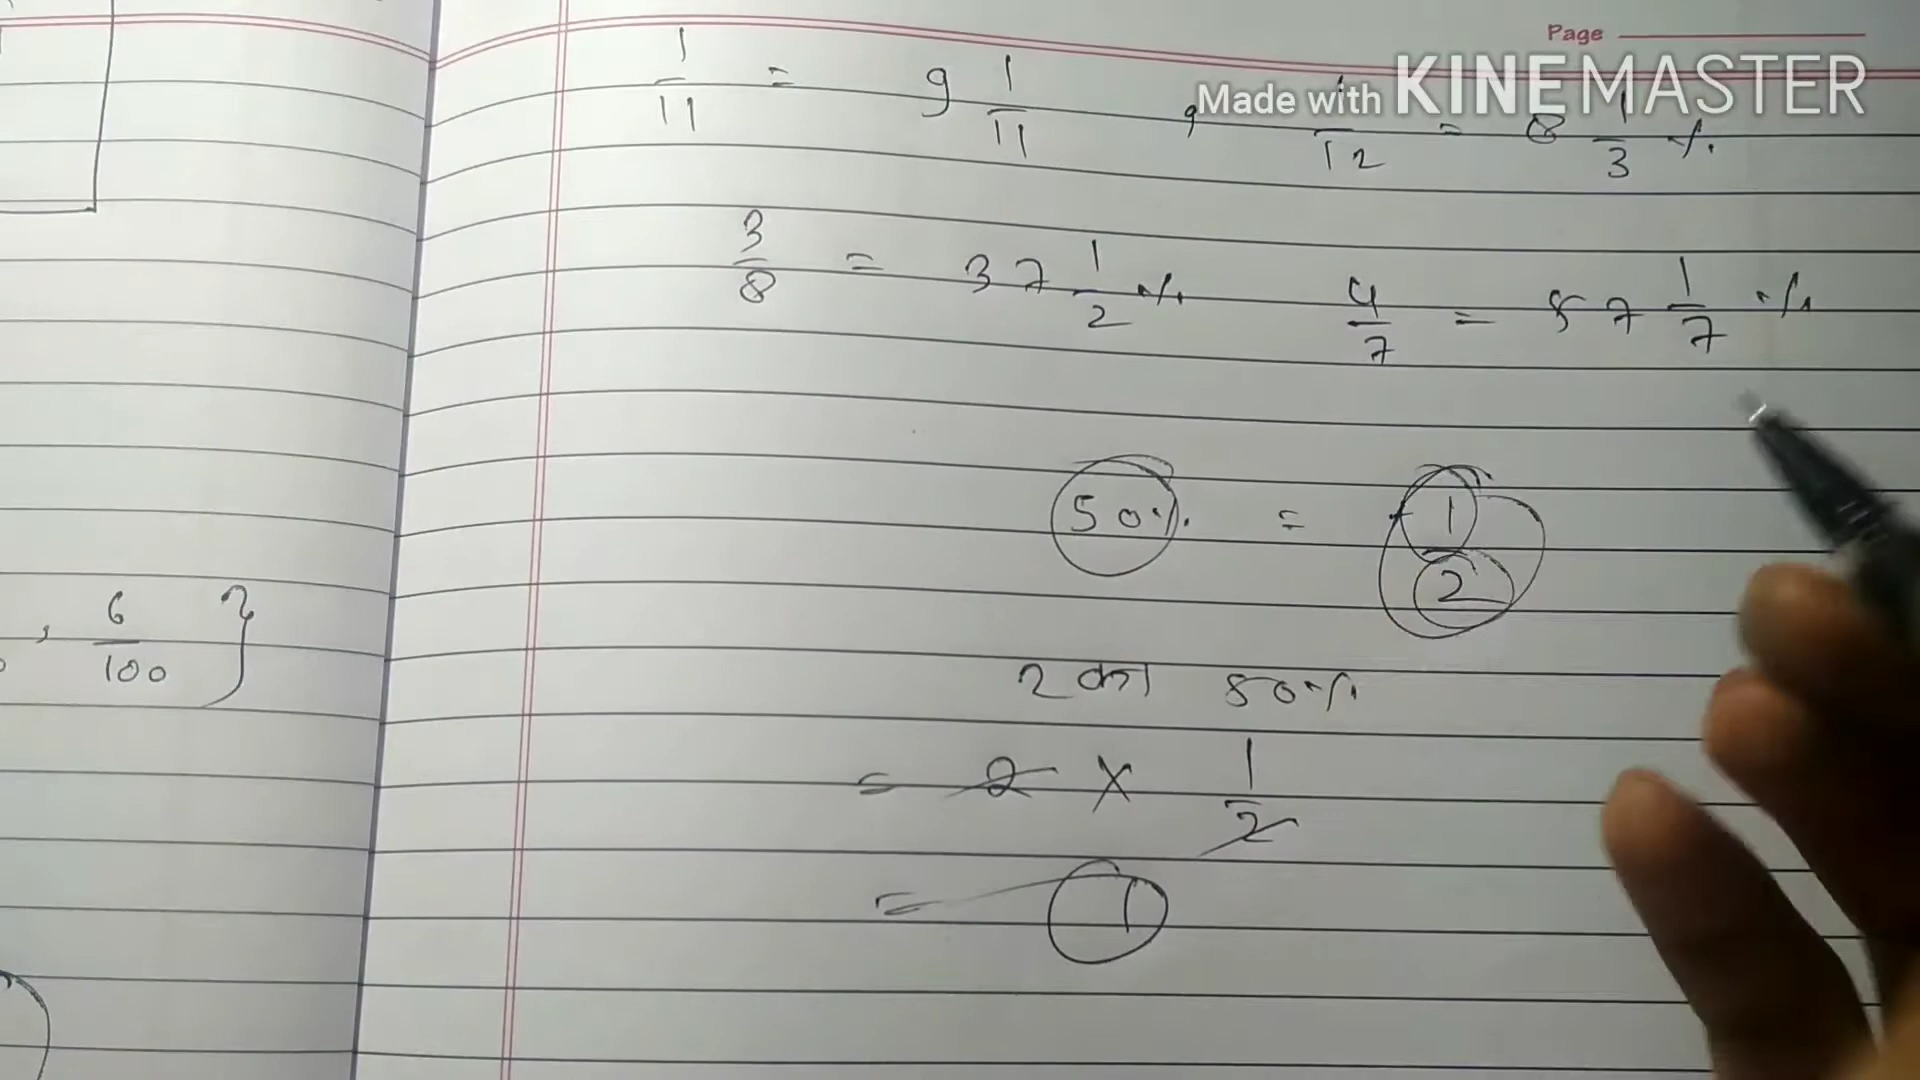 Page
Made with KINEMASTER
1/11 = 9 1/11 , 1/12 = 8 1/3 %
3/8 = 37 1/2 % 4/7 = 57 1/7 %
50% = 1/2
, 6/100 }
2 का 50%
= 2 × 1/2
= 1